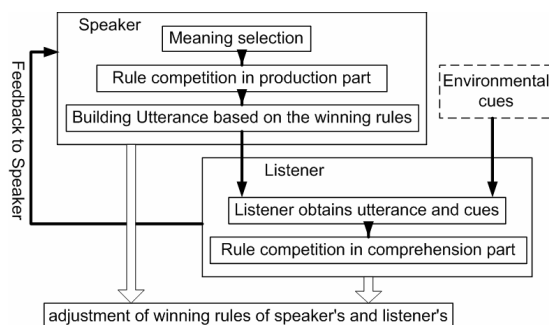 Speaker
Meaning selection
Rule competition in production part
Building Utterance based on the winning rules
Feedback to Speaker
Environmental
cues
Listener
Listener obtains utterance and cues
Rule competition in comprehension part
adjustment of winning rules of speaker's and listener's